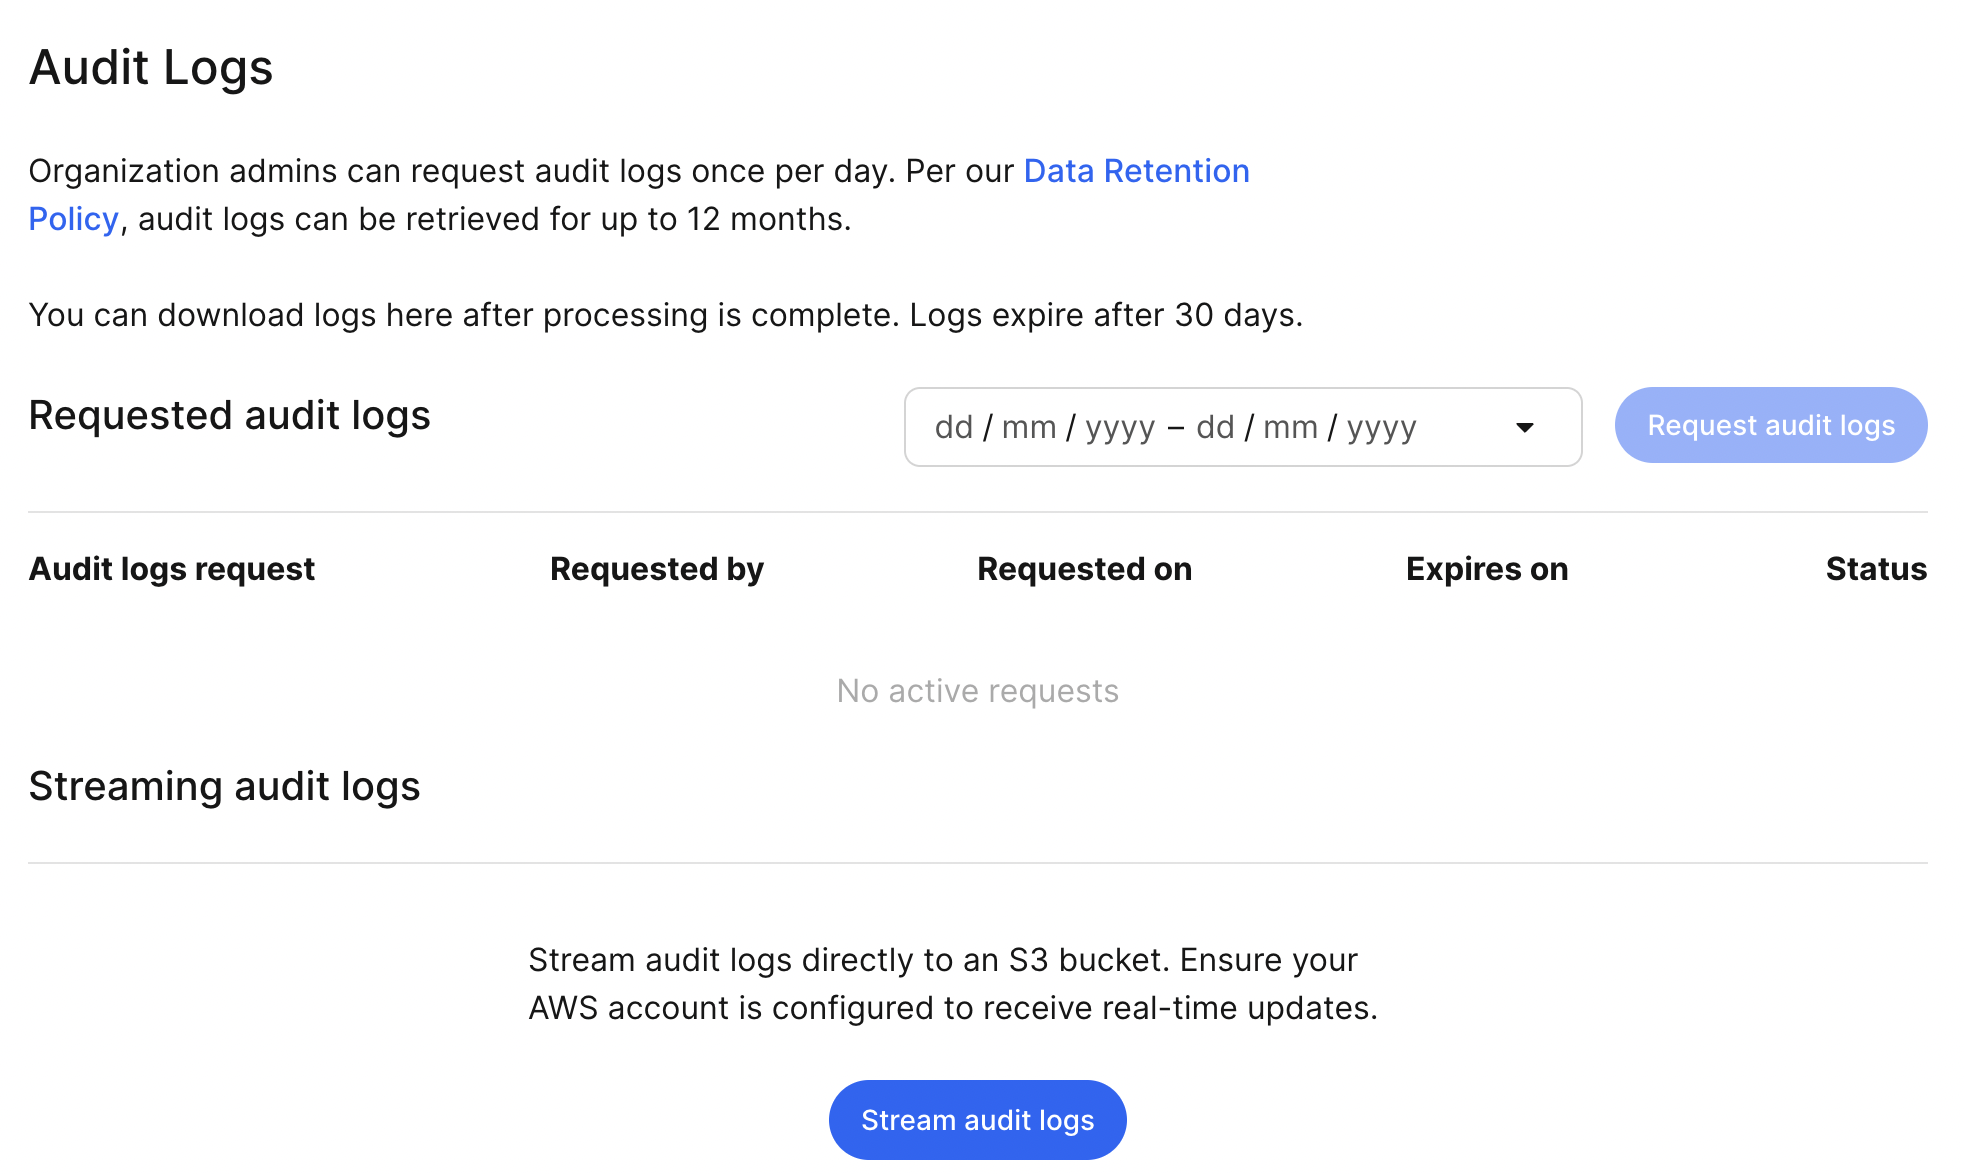 Audit Logs
Organization admins can request audit logs once per day. Per our Data Retention
Policy, audit logs can be retrieved for up to 12 months.
You can download logs here after processing is complete. Logs expire after 30 days.
Requested audit logs
dd / mm / yyyy – dd / mm / yyyy
Request audit logs
Audit logs request Requested by Requested on Expires on Status
No active requests
Streaming audit logs
Stream audit logs directly to an S3 bucket. Ensure your
AWS account is configured to receive real-time updates.
Stream audit logs